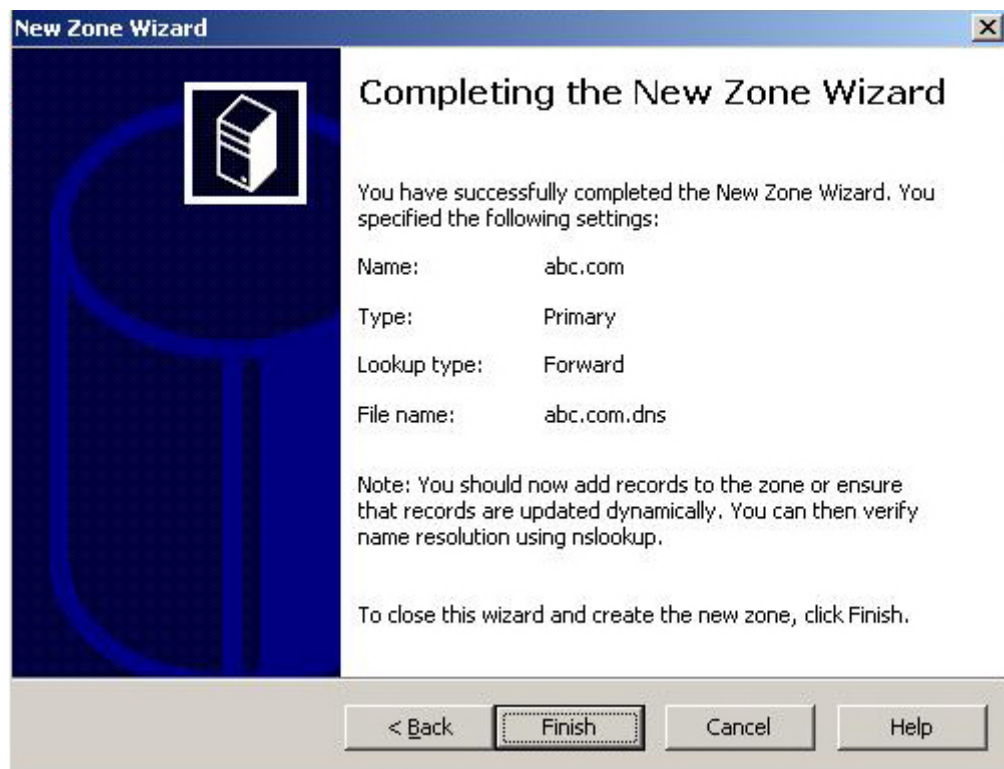 New Zone Wizard
Completing the New Zone Wizard
You have successfully completed the New Zone Wizard. You
specified the following settings:
Name: abc.com
Type: Primary
Lookup type: Forward
File name: abc.com.dns
Note: You should now add records to the zone or ensure
that records are updated dynamically. You can then verify
name resolution using nslookup.
To close this wizard and create the new zone, click Finish.
< Back Finish Cancel Help